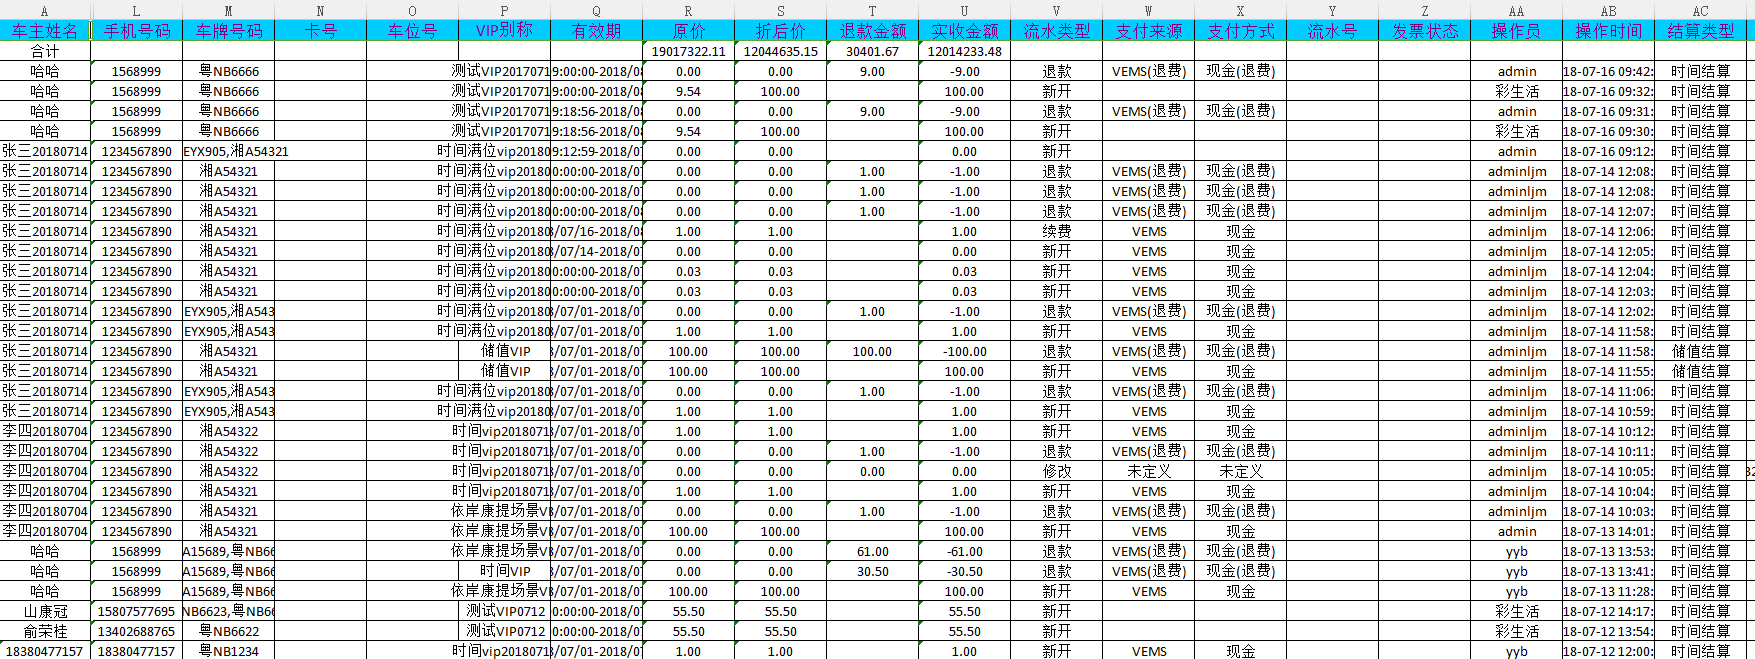 A L M N O P Q R S T U V W X Y Z AA AB AC
车主姓名 手机号码 车牌号码 卡号 车位号 VIP别称 有效期 原价 折后价 退款金额 实收金额 流水类型 支付来源 支付方式 流水号 发票状态 操作员 操作时间 结算类型
合计 19017322.11 12044635.15 30401.67 12014233.48
哈哈 1568999 粤NB6666 测试VIP2017071 9:00:00-2018/0 0.00 0.00 9.00 -9.00 退款 VEMS(退费) 现金(退费) admin 18-07-16 09:42: 时间结算
哈哈 1568999 粤NB6666 测试VIP2017071 9:00:00-2018/0 9.54 100.00 100.00 新开 彩生活 18-07-16 09:32: 时间结算
哈哈 1568999 粤NB6666 测试VIP2017071 9:18:56-2018/0 0.00 0.00 9.00 -9.00 退款 VEMS(退费) 现金(退费) admin 18-07-16 09:31: 时间结算
哈哈 1568999 粤NB6666 测试VIP2017071 9:18:56-2018/0 9.54 100.00 100.00 新开 彩生活 18-07-16 09:30: 时间结算
张三20180714 1234567890 EYX905,湘A54321 时间满位vip20180 9:12:59-2018/07 0.00 0.00 0.00 新开 admin 18-07-16 09:12: 时间结算
张三20180714 1234567890 湘A54321 时间满位vip20180 0:00:00-2018/07 0.00 0.00 1.00 -1.00 退款 VEMS(退费) 现金(退费) adminljm 18-07-14 12:08: 时间结算
张三20180714 1234567890 湘A54321 时间满位vip20180 0:00:00-2018/07 0.00 0.00 1.00 -1.00 退款 VEMS(退费) 现金(退费) adminljm 18-07-14 12:08: 时间结算
张三20180714 1234567890 湘A54321 时间满位vip20180 0:00:00-2018/0 0.00 0.00 1.00 -1.00 退款 VEMS(退费) 现金(退费) adminljm 18-07-14 12:07: 时间结算
张三20180714 1234567890 湘A54321 时间满位vip20180 /07/16-2018/0 1.00 1.00 1.00 续费 VEMS 现金 adminljm 18-07-14 12:06: 时间结算
张三20180714 1234567890 湘A54321 时间满位vip20180 /07/14-2018/07 0.00 0.00 0.00 新开 VEMS 现金 adminljm 18-07-14 12:05: 时间结算
张三20180714 1234567890 湘A54321 时间满位vip20180 0:00:00-2018/07 0.03 0.03 0.03 新开 VEMS 现金 adminljm 18-07-14 12:04: 时间结算
张三20180714 1234567890 湘A54321 时间满位vip20180 0:00:00-2018/07 0.03 0.03 0.03 新开 VEMS 现金 adminljm 18-07-14 12:03: 时间结算
张三20180714 1234567890 EYX905,湘A543 时间满位vip20180 /07/01-2018/07 0.00 0.00 1.00 -1.00 退款 VEMS(退费) 现金(退费) adminljm 18-07-14 12:02: 时间结算
张三20180714 1234567890 EYX905,湘A543 时间满位vip20180 /07/01-2018/07 1.00 1.00 1.00 新开 VEMS 现金 adminljm 18-07-14 11:58: 时间结算
张三20180714 1234567890 湘A54321 储值VIP /07/01-2018/07 100.00 100.00 100.00 -100.00 退款 VEMS(退费) 现金(退费) adminljm 18-07-14 11:58: 储值结算
张三20180714 1234567890 湘A54321 储值VIP /07/01-2018/07 100.00 100.00 100.00 新开 VEMS 现金 adminljm 18-07-14 11:55: 储值结算
张三20180714 1234567890 EYX905,湘A543 时间满位vip20180 /07/01-2018/07 0.00 0.00 1.00 -1.00 退款 VEMS(退费) 现金(退费) adminljm 18-07-14 11:06: 时间结算
张三20180714 1234567890 EYX905,湘A543 时间满位vip20180 /07/01-2018/07 1.00 1.00 1.00 新开 VEMS 现金 adminljm 18-07-14 10:59: 时间结算
李四20180704 1234567890 湘A54322 时间vip2018071 /07/01-2018/07 1.00 1.00 1.00 新开 VEMS 现金 adminljm 18-07-14 10:12: 时间结算
李四20180704 1234567890 湘A54322 时间vip2018071 /07/01-2018/07 0.00 0.00 1.00 -1.00 退款 VEMS(退费) 现金(退费) adminljm 18-07-14 10:11: 时间结算
李四20180704 1234567890 湘A54322 时间vip2018071 /07/01-2018/07 0.00 0.00 0.00 0.00 修改 未定义 未定义 adminljm 18-07-14 10:05: 时间结算
李四20180704 1234567890 湘A54321 时间vip2018071 /07/01-2018/07 1.00 1.00 1.00 新开 VEMS 现金 adminljm 18-07-14 10:04: 时间结算
李四20180704 1234567890 湘A54321 依岸康提场景V /07/01-2018/07 0.00 0.00 1.00 -1.00 退款 VEMS(退费) 现金(退费) adminljm 18-07-14 10:03: 时间结算
李四20180704 1234567890 湘A54321 依岸康提场景V /07/01-2018/07 100.00 100.00 100.00 新开 VEMS 现金 admin 18-07-13 14:01: 时间结算
哈哈 1568999 A15689,粤NB66 依岸康提场景V /07/01-2018/07 0.00 0.00 61.00 -61.00 退款 VEMS(退费) 现金(退费) yyb 18-07-13 13:53: 时间结算
哈哈 1568999 A15689,粤NB66 时间VIP /07/01-2018/07 0.00 0.00 30.50 -30.50 退款 VEMS(退费) 现金(退费) yyb 18-07-13 13:41: 时间结算
哈哈 1568999 A15689,粤NB66 依岸康提场景V /07/01-2018/07 100.00 100.00 100.00 新开 VEMS 现金 yyb 18-07-13 11:28: 时间结算
山康冠 15807577695 NB6623,粤NB66 测试VIP0712 0:00:00-2018/07 55.50 55.50 55.50 新开 彩生活 18-07-12 14:17: 时间结算
俞荣桂 13402688765 粤NB6622 测试VIP0712 0:00:00-2018/07 55.50 55.50 55.50 新开 彩生活 18-07-12 13:54: 时间结算
18380477157 18380477157 粤NB1234 时间vip2018071 /07/01-2018/07 1.00 1.00 1.00 新开 VEMS 现金 yyb 18-07-12 12:00: 时间结算